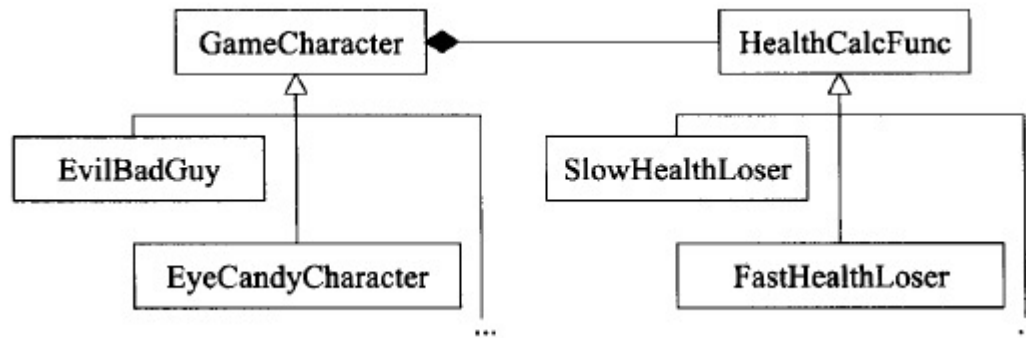 GameCharacter
HealthCalcFunc
EvilBadGuy
SlowHealthLoser
EyeCandyCharacter
FastHealthLoser
...
.